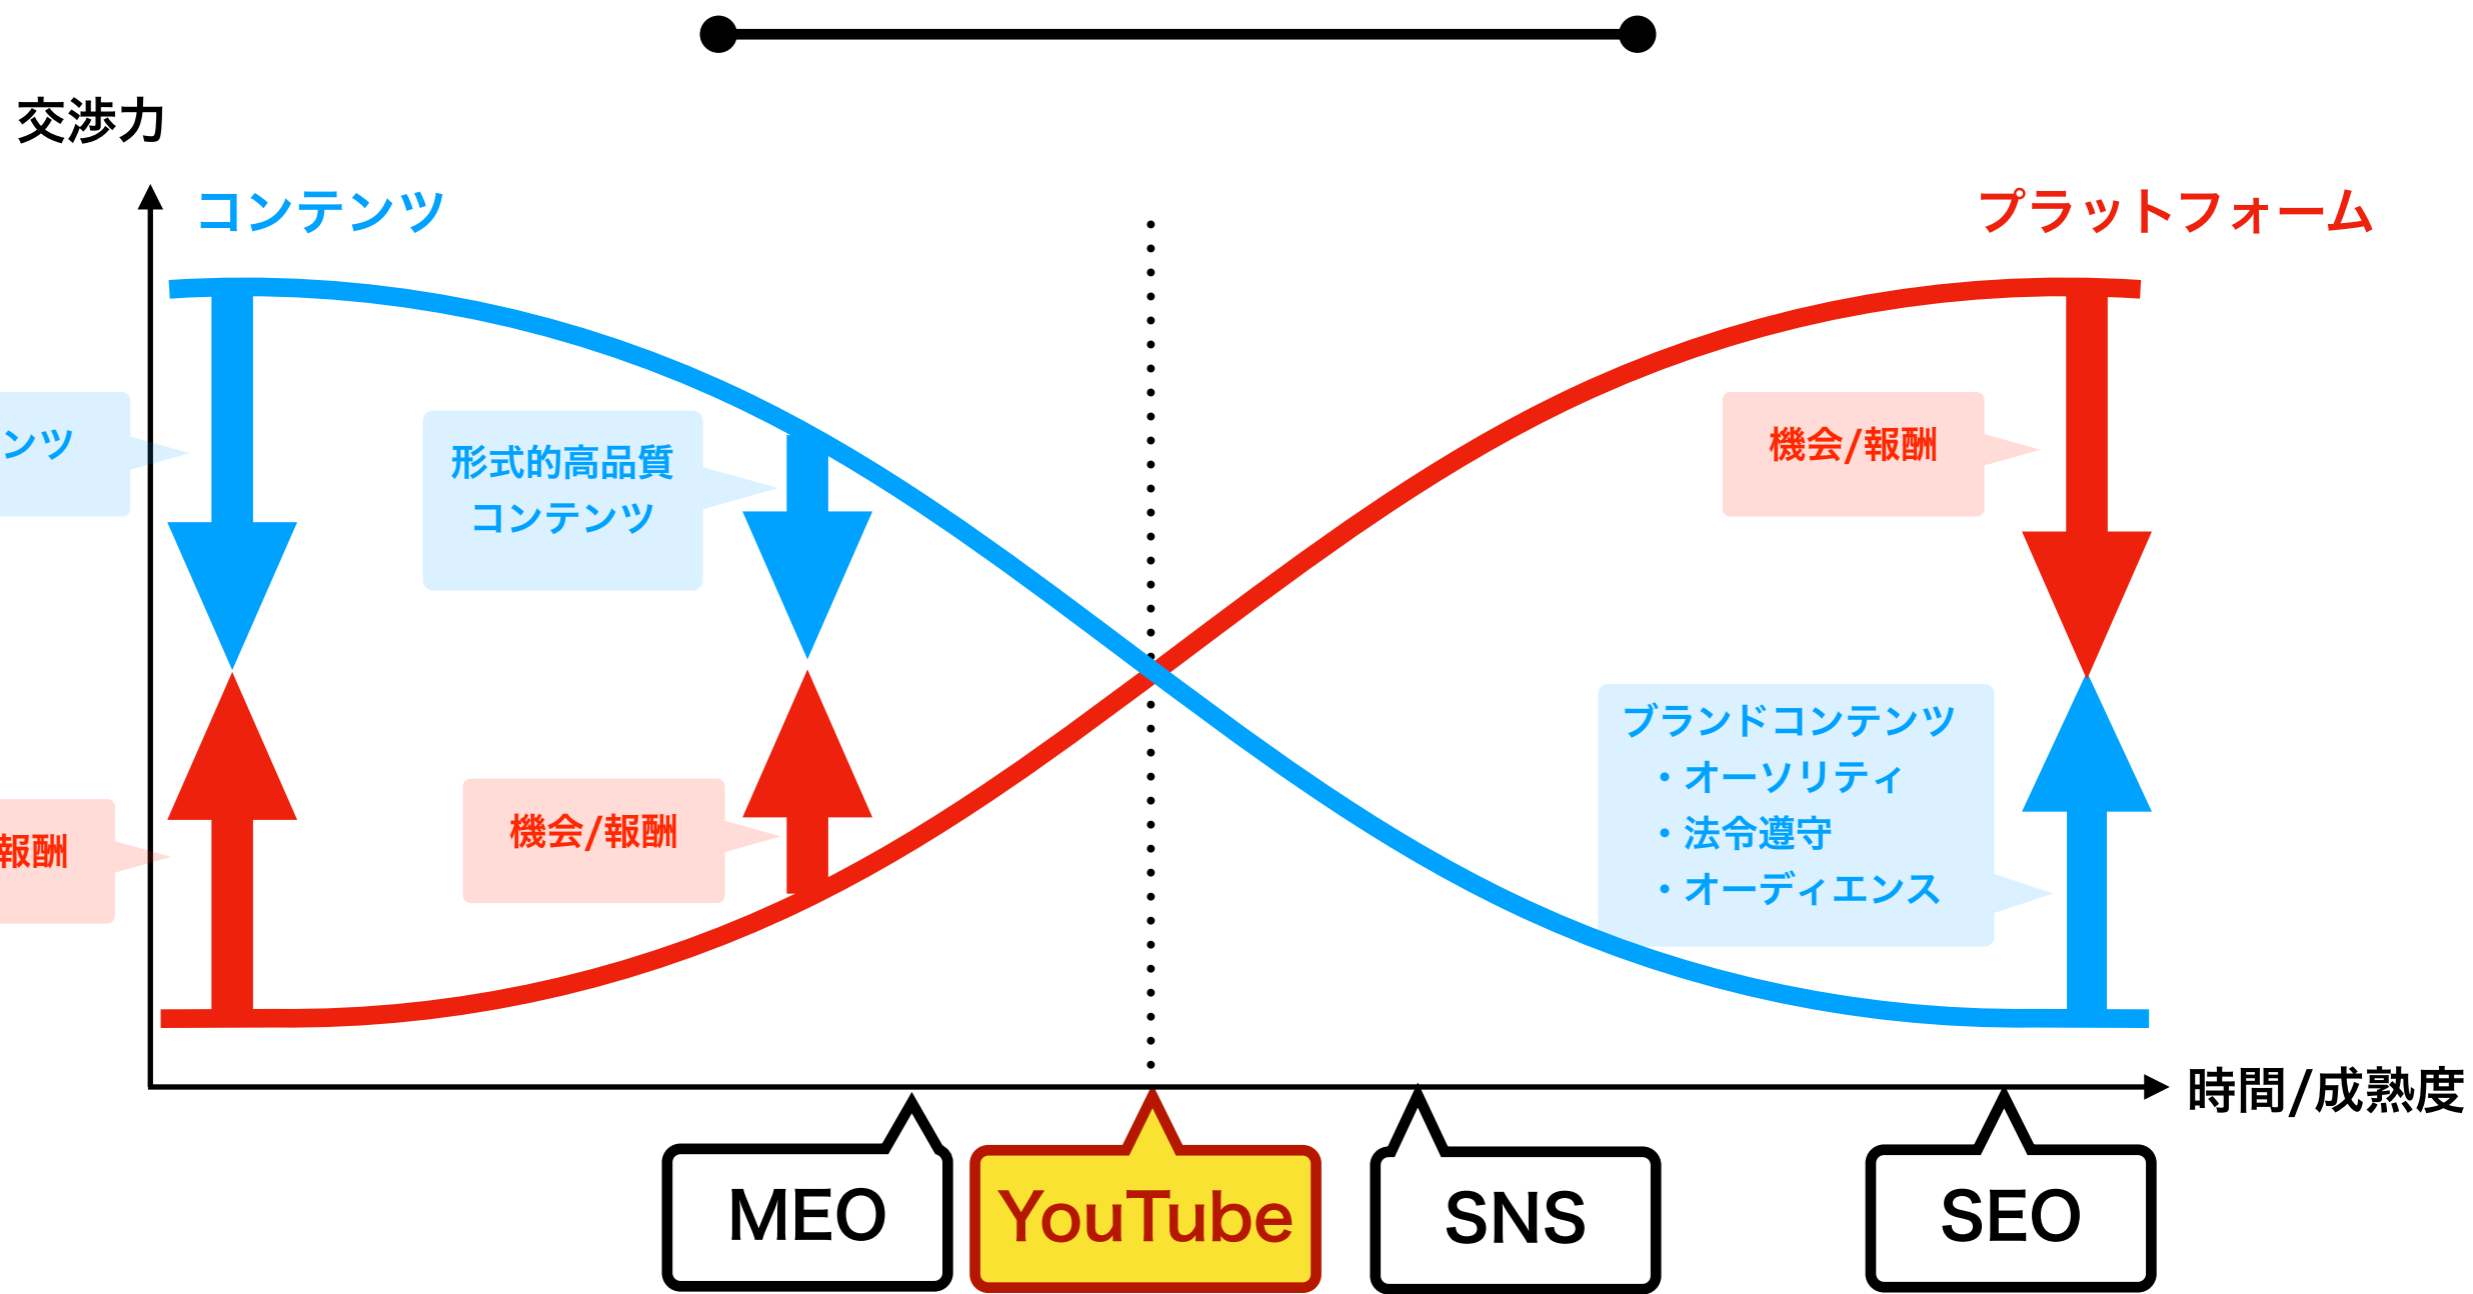 交渉力
コンテンツ
プラットフォーム
ンツ
形式的高品質
コンテンツ
機会/報酬
ブランドコンテンツ
・オーソリティ
・法令遵守
・オーディエンス
報酬
機会/報酬
時間/成熟度
MEO
YouTube
SNS
SEO